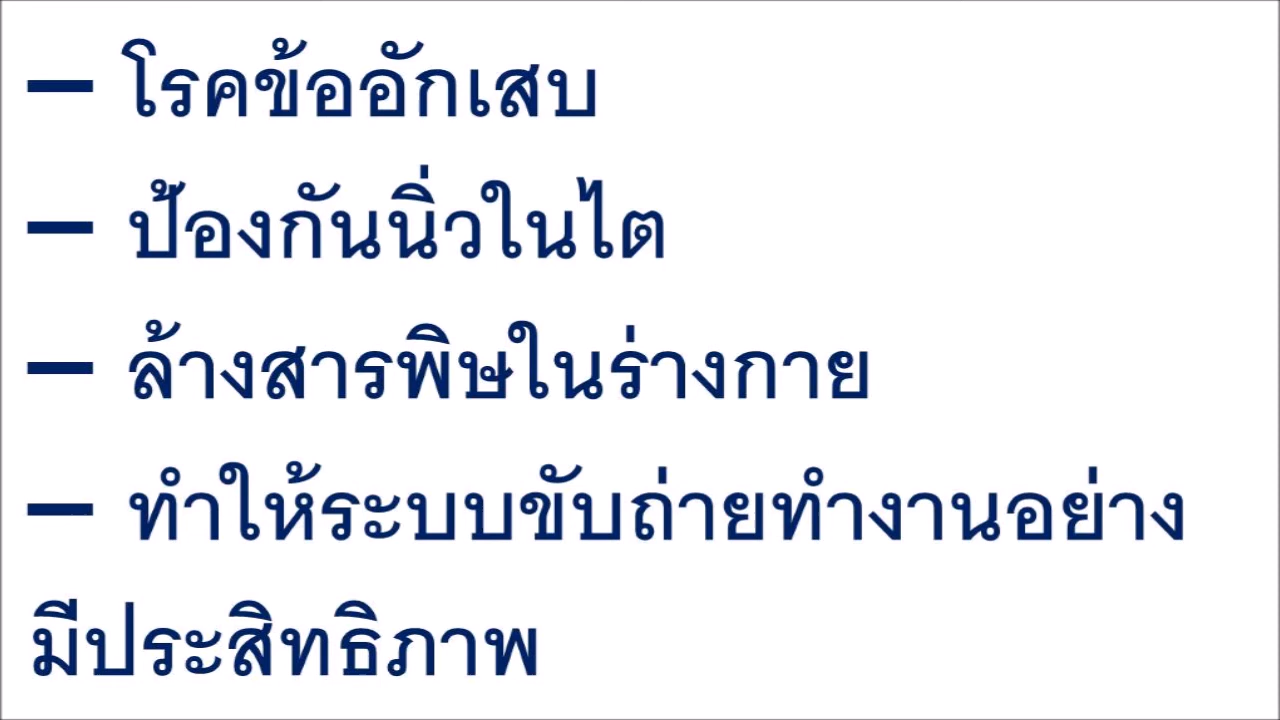 – โรคข้ออักเสบ
– ป้องกันนิ่วในไต
– ล้างสารพิษในร่างกาย
– ทำให้ระบบขับถ่ายทำงานอย่าง
มีประสิทธิภาพ